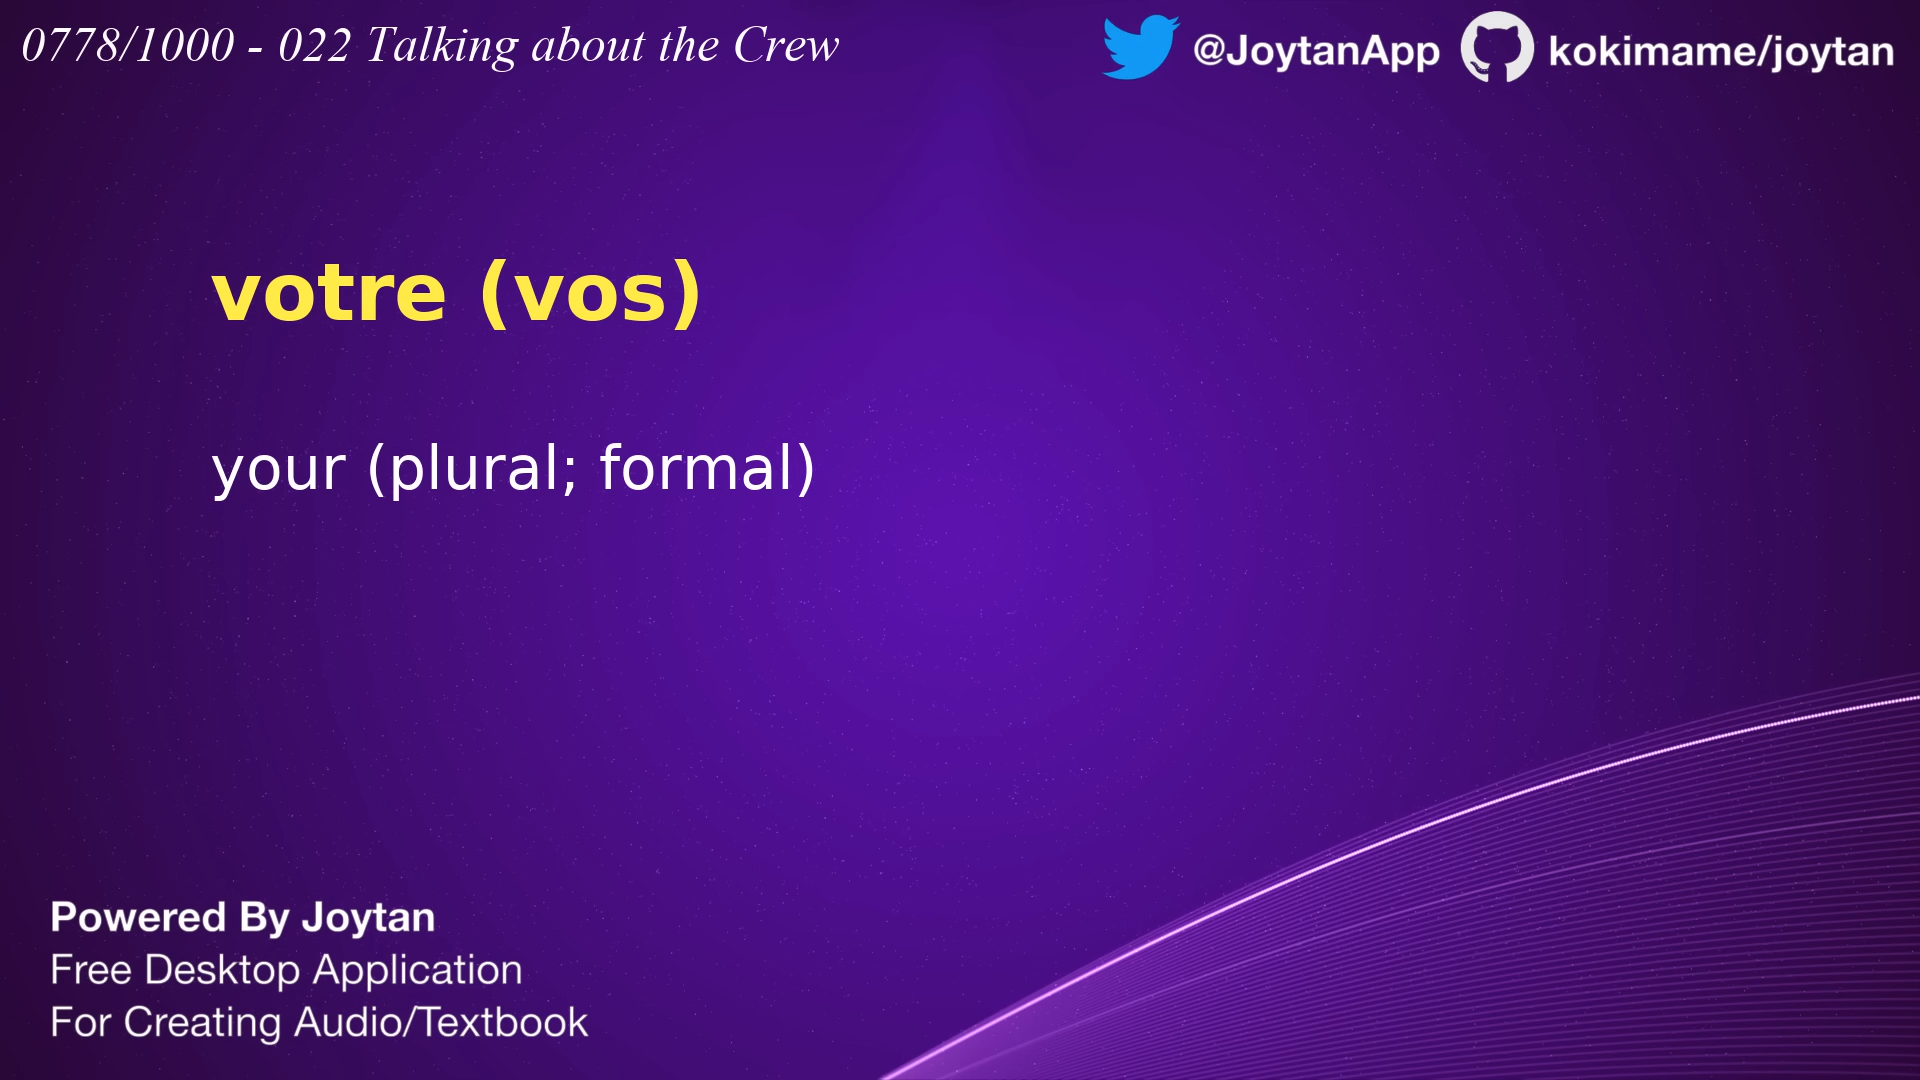 0778/1000 - 022 Talking about the Crew
@JoytanApp
kokimame/joytan
votre (vos)
your (plural; formal)
Powered By Joytan
Free Desktop Application
For Creating Audio/Textbook